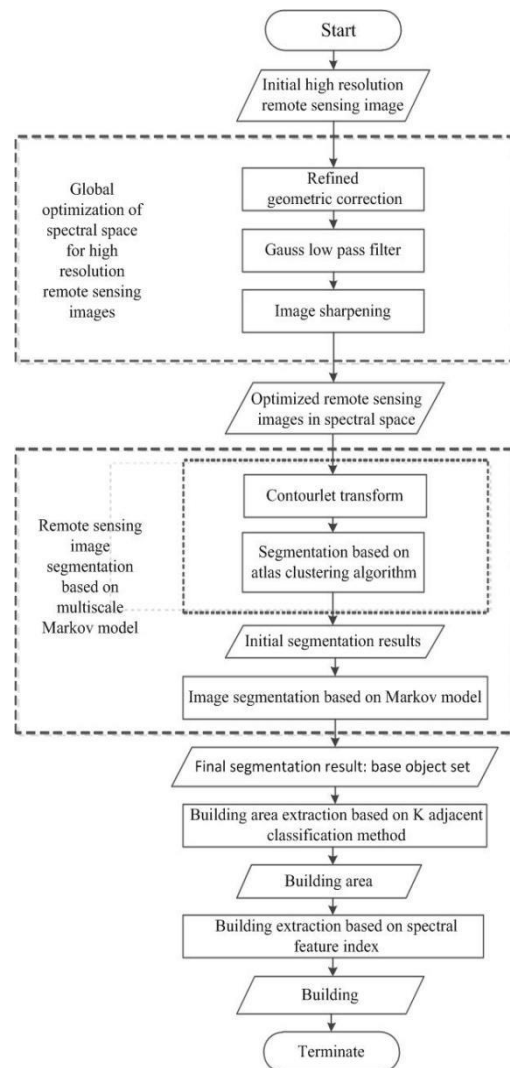 Start
Initial high resolution
remote sensing image
Global
optimization of
spectral space
for high
resolution
remote sensing
images
Refined
geometric correction
Gauss low pass filter
Image sharpening
Optimized remote sensing
images in spectral space
Remote sensing
image
segmentation
based on
multiscale
Markov model
Contourlet transform
Segmentation based on
atlas clustering algorithm
Initial segmentation results
Image segmentation based on Markov model
Final segmentation result: base object set
Building area extraction based on K adjacent
classification method
Building area
Building extraction based on spectral
feature index
Building
Terminate